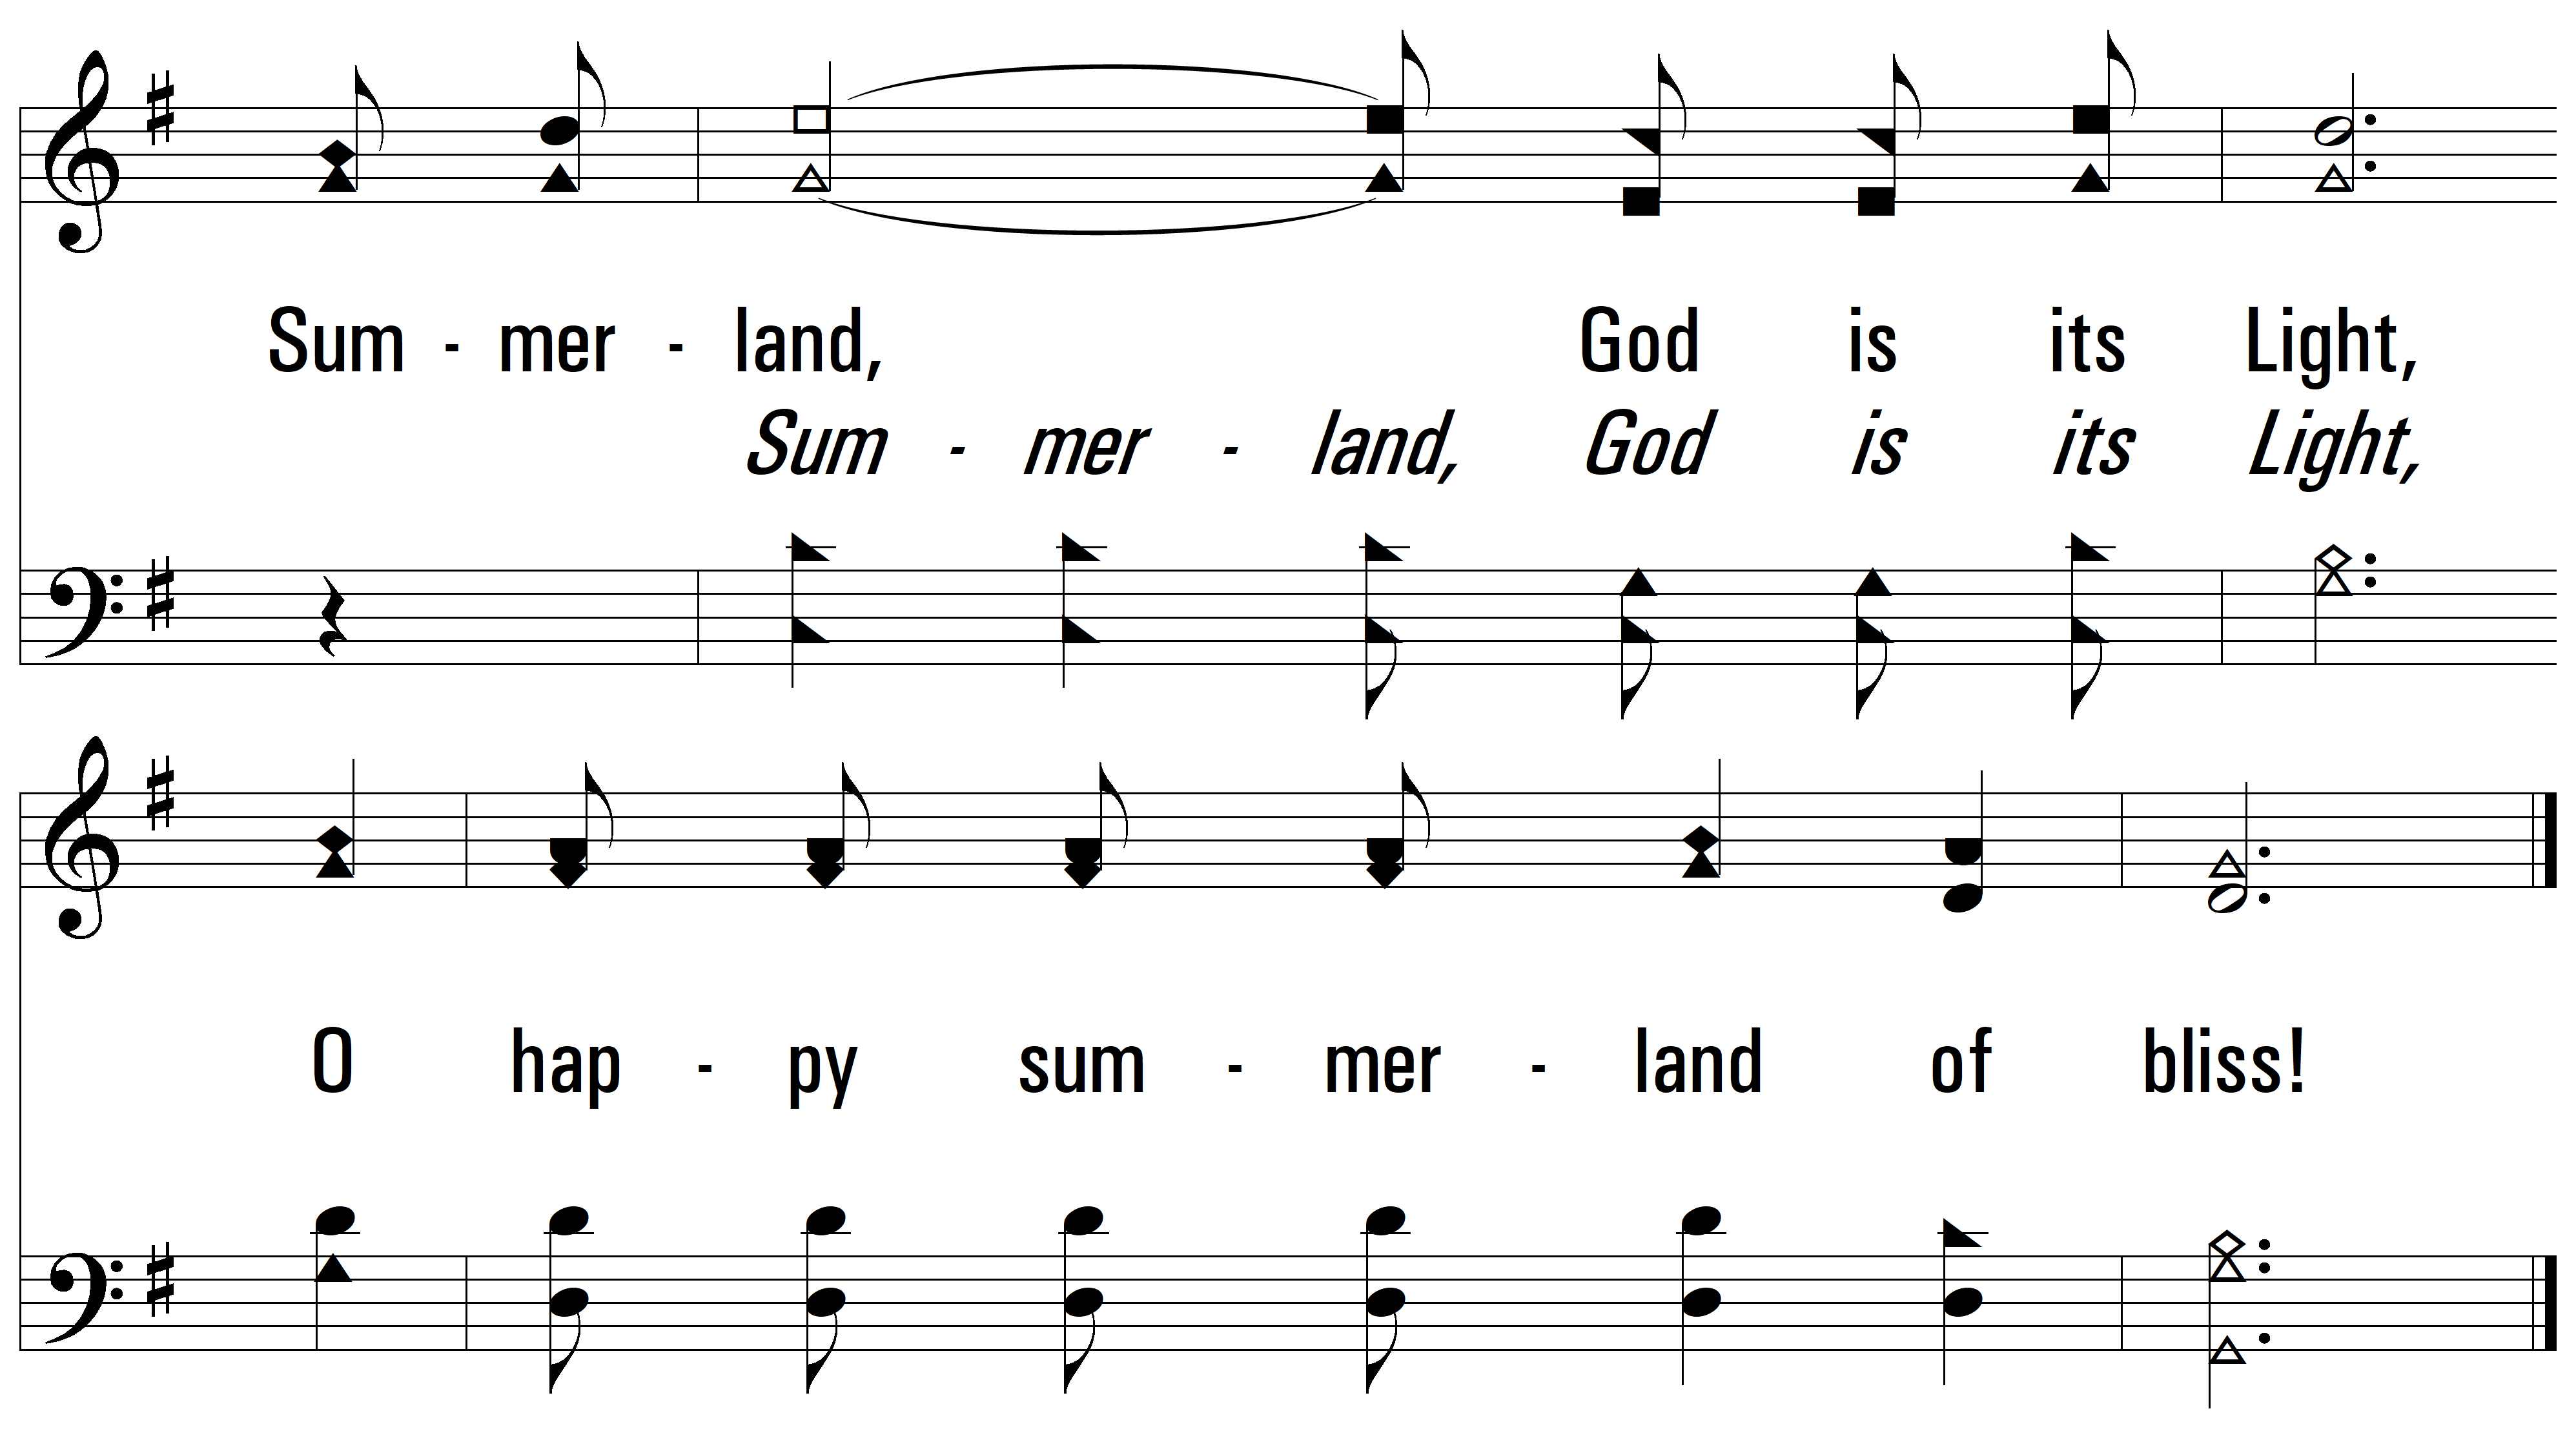 Sum - mer - land, God is its Light,
Sum - mer - land, God is its Light,
O hap - py sum - mer - land of bliss!